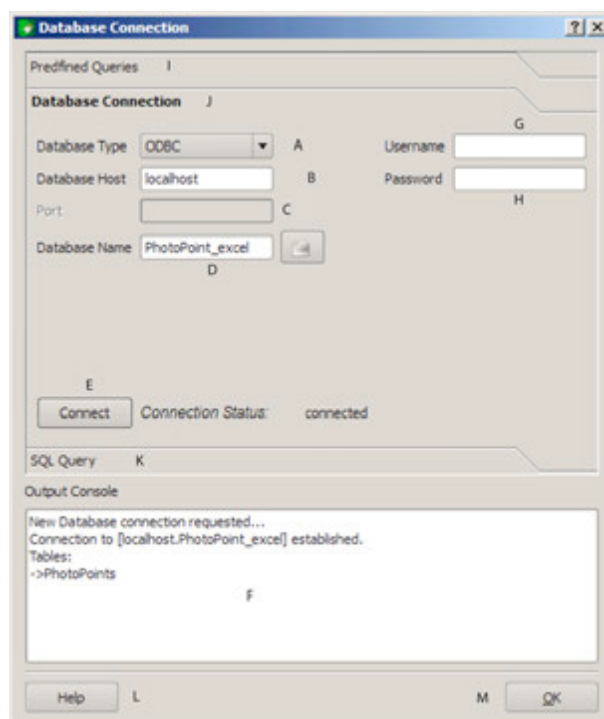 Database Connection
Predfined Queries I
Database Connection J
G
Database Type ODBC A Username
Database Host localhost B Password
H
Port C
Database Name PhotoPoint_excel
D
E
Connect Connection Status: connected
SQL Query K
Output Console
New Database connection requested...
Connection to [localhost.PhotoPoint_excel] established.
Tables:
->PhotoPoints
F
Help L M OK